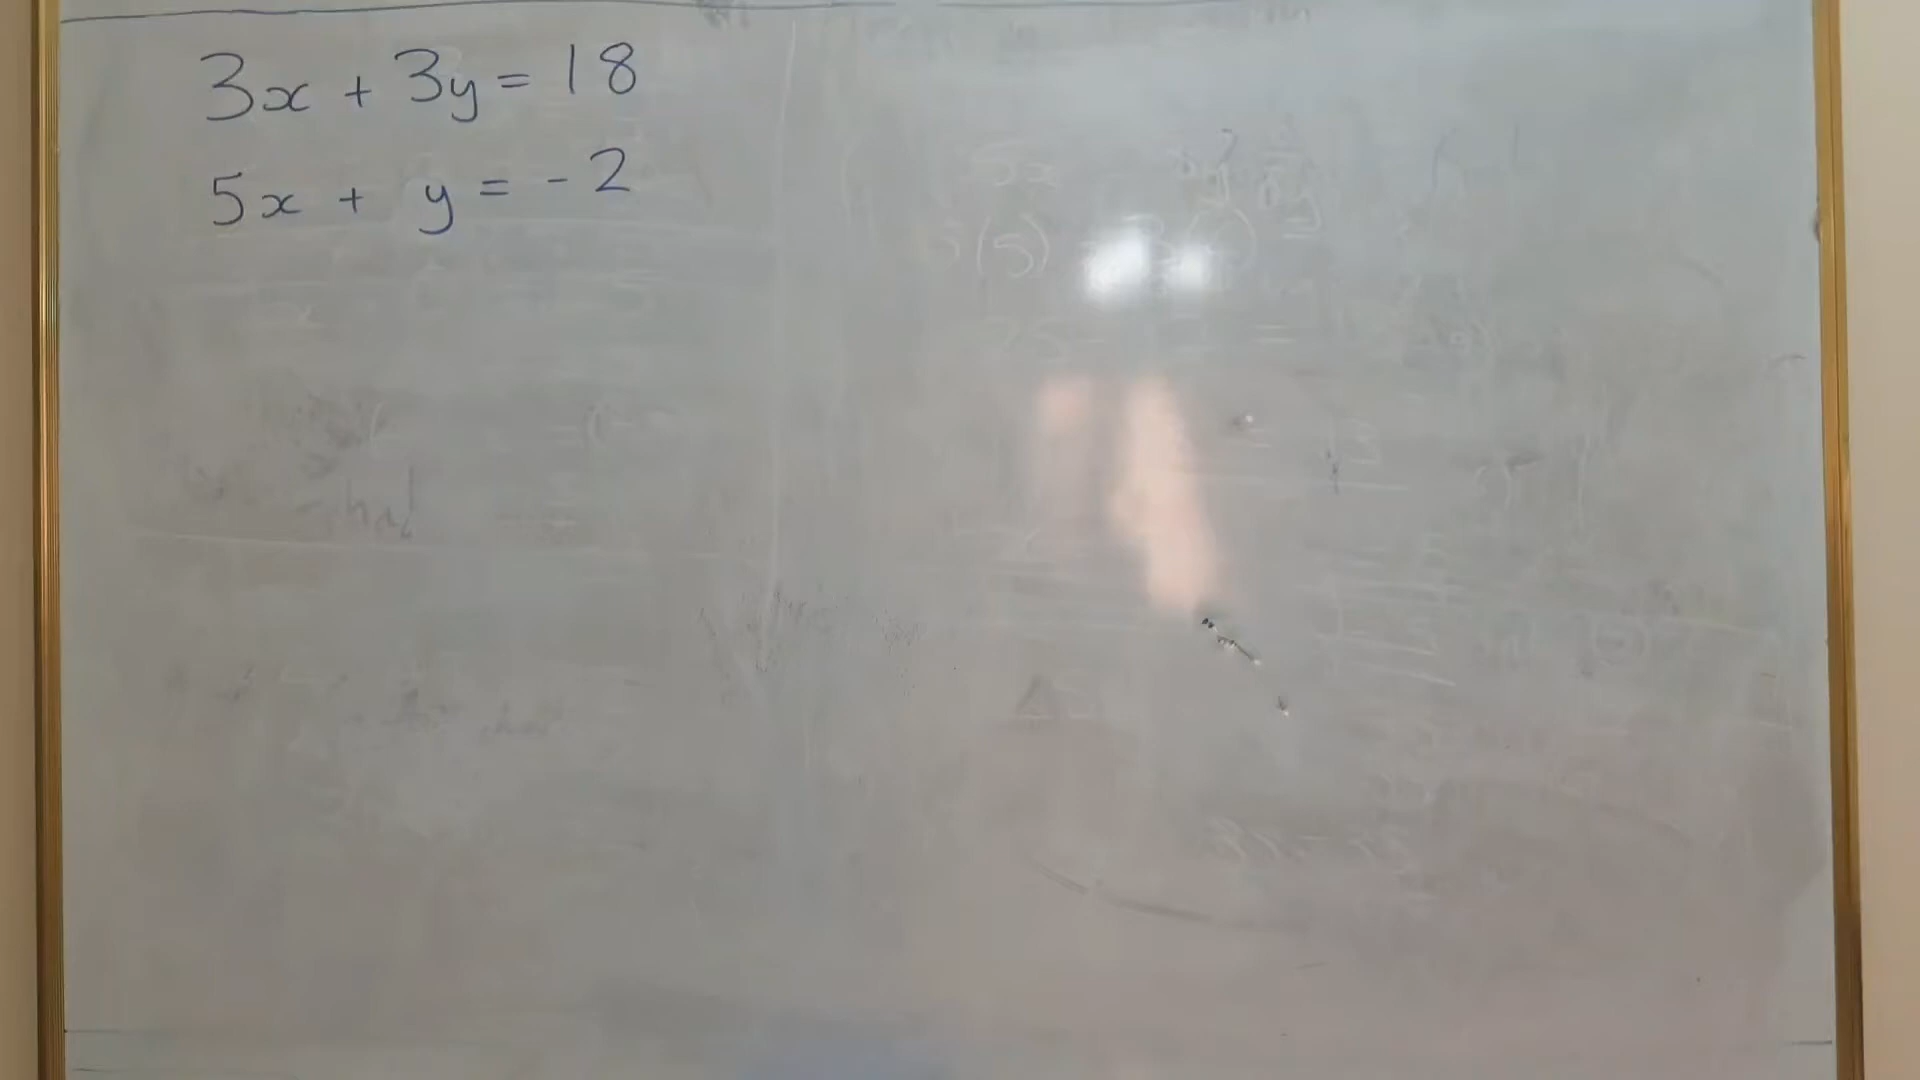 3x + 3y = 18
5x + y = -2